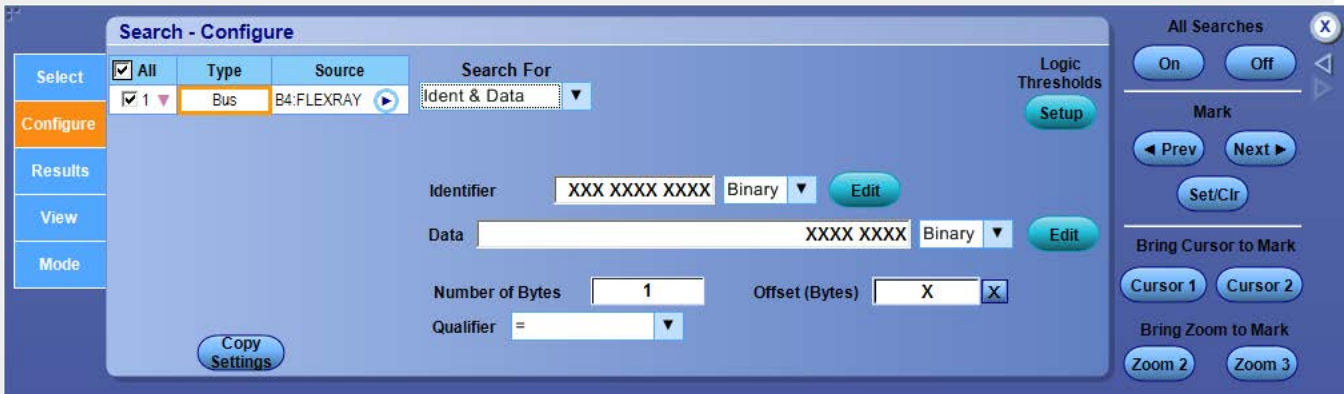 Search - Configure
Select
Configure
Results
View
Mode
All Type Source
1 Bus B4:FLEXRAY
Search For
Ident & Data
Logic
Thresholds
Setup
Identifier XXX XXXX XXXX Binary Edit
Data XXXX XXXX Binary Edit
Number of Bytes 1 Offset (Bytes) X X
Qualifier =
Copy
Settings
All Searches
X
On Off
Mark
◄ Prev Next ►
Set/Clr
Bring Cursor to Mark
Cursor 1 Cursor 2
Bring Zoom to Mark
Zoom 2 Zoom 3